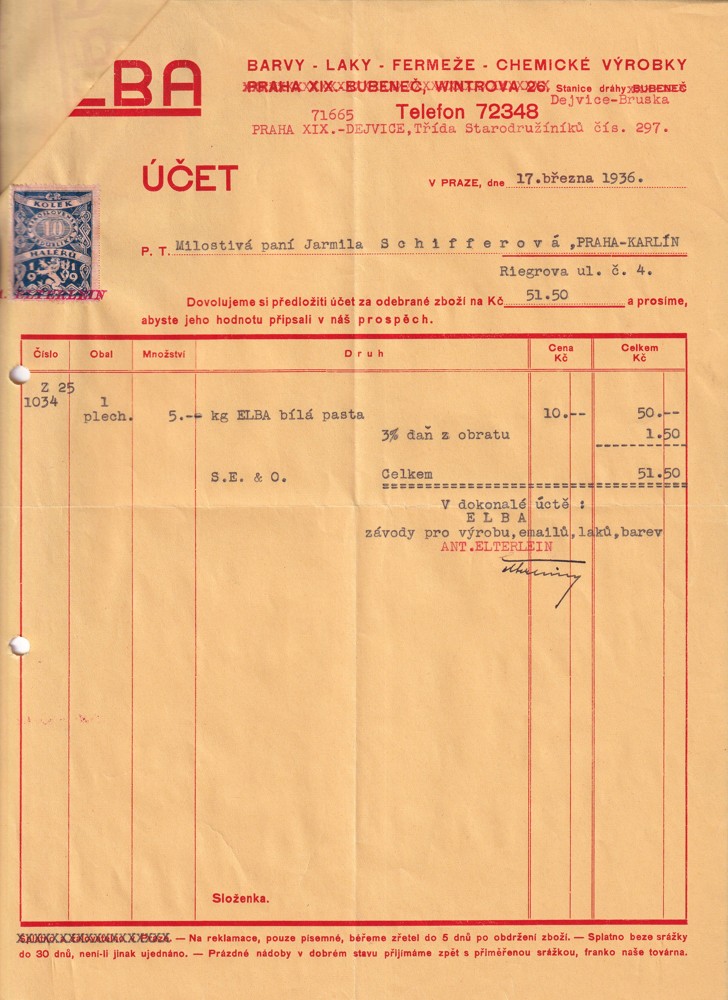 ELBA
BARVY - LAKY - FERMEŽE - CHEMICKÉ VÝROBKY
PRAHA XIX. BUBENEČ, WINTROVA 26. Stanice dráhy BUBENEČ
Dejvice-Bruska
71665 Telefon 72348
PRAHA XIX.-DEJVICE, Třída Starodružiníků čís. 297.
ÚČET
V PRAZE, dne 17.března 1936.
KOLEK
10
HALÉŘŮ
P. T. Milostivá paní Jarmila Schifferová, PRAHA-KARLÍN
Riegrova ul. č. 4.
ELTERLEIN
Dovolujeme si předložiti účet za odebrané zboží na Kč 51.50 a prosíme,
abyste jeho hodnotu připsali v náš prospěch.
Číslo Obal Množství Druh Cena Kč Celkem Kč
Z 25
1034 1
plech. 5.-- kg ELBA bílá pasta 10.-- 50.--
3% daň z obratu 1.50
S.E. & O. Celkem 51.50
V dokonalé úctě :
ELBA
závody pro výrobu, emailů, laků, barev
ANT.ELTERLEIN
Složenka.
— Na reklamace, pouze písemné, béřeme zřetel do 5 dnů po obdržení zboží. — Splatno beze srážky
do 30 dnů, není-li jinak ujednáno. — Prázdné nádoby v dobrém stavu přijímáme zpět s přiměřenou srážkou, franko naše továrna.